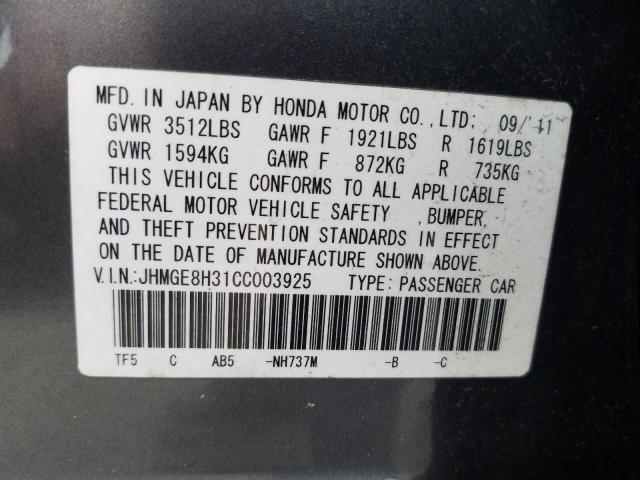 MFD. IN JAPAN BY HONDA MOTOR CO., LTD; 09/'11
GVWR 3512LBS GAWR F 1921LBS R 1619LBS
GVWR 1594KG GAWR F 872KG R 735KG
THIS VEHICLE CONFORMS TO ALL APPLICABLE
FEDERAL MOTOR VEHICLE SAFETY , BUMPER,
AND THEFT PREVENTION STANDARDS IN EFFECT
ON THE DATE OF MANUFACTURE SHOWN ABOVE.
V.I.N.:JHMGE8H31CC003925 TYPE: PASSENGER CAR
TF5 C AB5 -NH737M -B -C